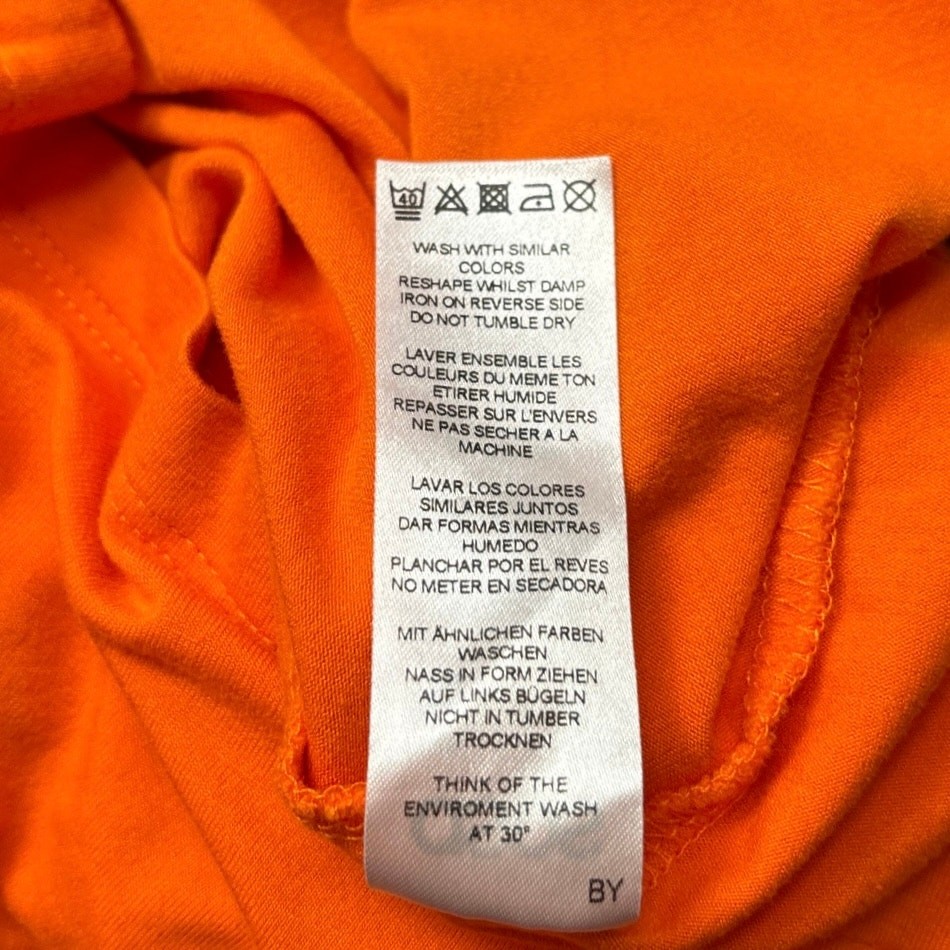 40
WASH WITH SIMILAR
COLORS
RESHAPE WHILST DAMP
IRON ON REVERSE SIDE
DO NOT TUMBLE DRY
LAVER ENSEMBLE LES
COULEURS DU MEME TON
ETIRER HUMIDE
REPASSER SUR L'ENVERS
NE PAS SECHER A LA
MACHINE
LAVAR LOS COLORES
SIMILARES JUNTOS
DAR FORMAS MIENTRAS
HUMEDO
PLANCHAR POR EL REVES
NO METER EN SECADORA
MIT ÄHNLICHEN FARBEN
WASCHEN
NASS IN FORM ZIEHEN
AUF LINKS BÜGELN
NICHT IN TUMBER
TROCKNEN
THINK OF THE
ENVIROMENT WASH
AT 30°
BY